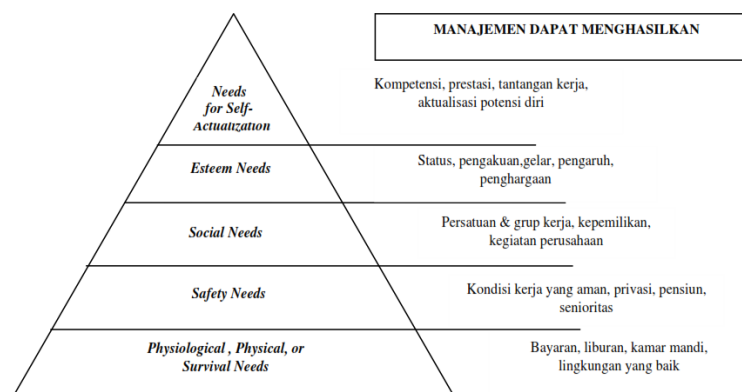 MANAJEMEN DAPAT MENGHASILKAN
Needs
for Self-
Actualization
Kompetensi, prestasi, tantangan kerja,
aktualisasi potensi diri
Esteem Needs
Status, pengakuan,gelar, pengaruh,
penghargaan
Social Needs
Persatuan & grup kerja, kepemilikan,
kegiatan perusahaan
Safety Needs
Kondisi kerja yang aman, privasi, pensiun,
senioritas
Physiological , Physical, or
Survival Needs
Bayaran, liburan, kamar mandi,
lingkungan yang baik